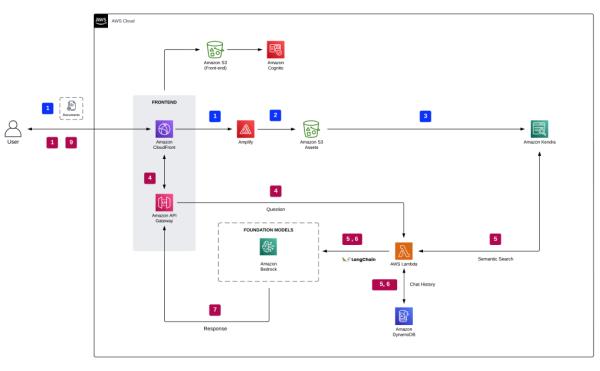 aws
AWS Cloud
Amazon S3
(Front-end)
Amazon
Cognito
1
Documents
FRONTEND
1
2
3
User
1
9
Amazon
CloudFront
Amplify
Amazon S3
Assets
Amazon Kendra
4
4
Amazon API
Gateway
Question
FOUNDATION MODELS
5 , 6
5
Amazon
Bedrock
LangChain
AWS Lambda
Semantic Search
5, 6
Chat History
7
Response
Amazon
DynamoDB